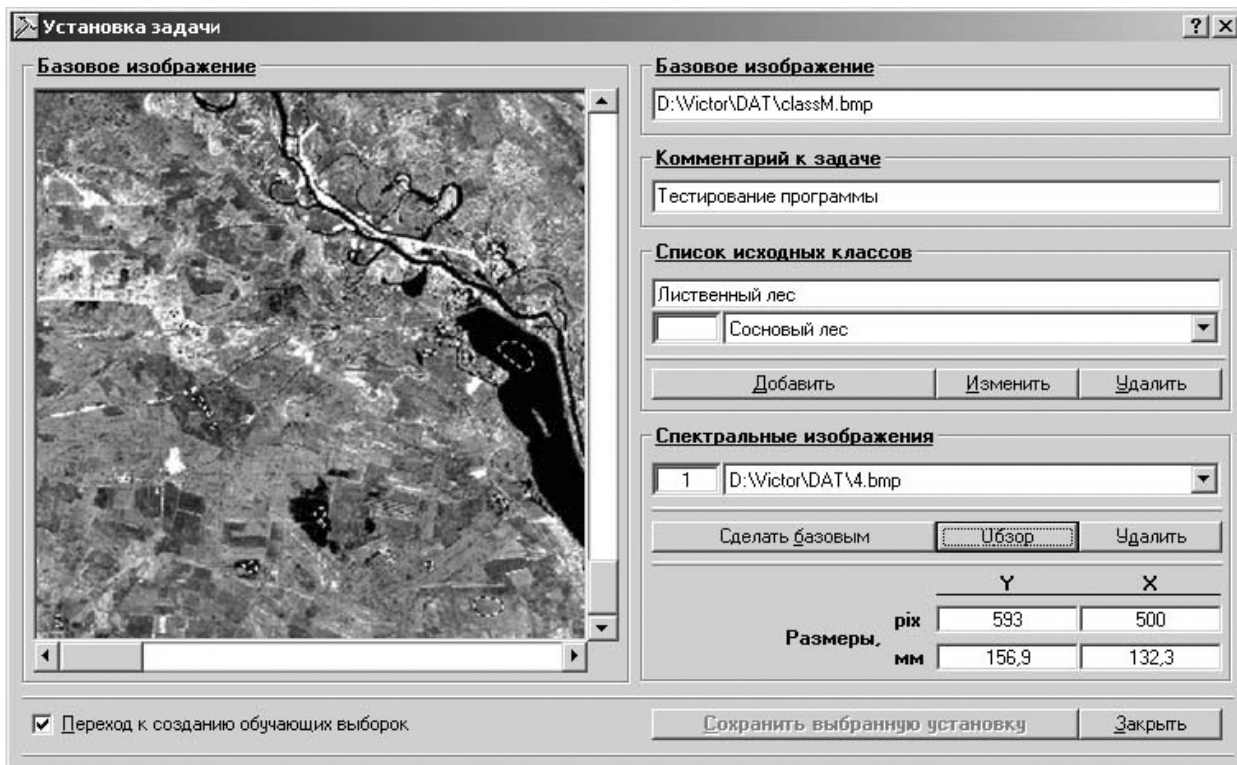 Установка задачи
Базовое изображение
Базовое изображение
D:\Victor\DAT\classM.bmp
Комментарий к задаче
Тестирование программы
Список исходных классов
Лиственный лес
Сосновый лес
Добавить Изменить Удалить
Спектральные изображения
1 D:\Victor\DAT\4.bmp
Сделать базовым Обзор Удалить
Y X
Размеры,
pix 593 500
мм 156,9 132,3
Переход к созданию обучающих выборок
Сохранить выбранную установку Закрыть